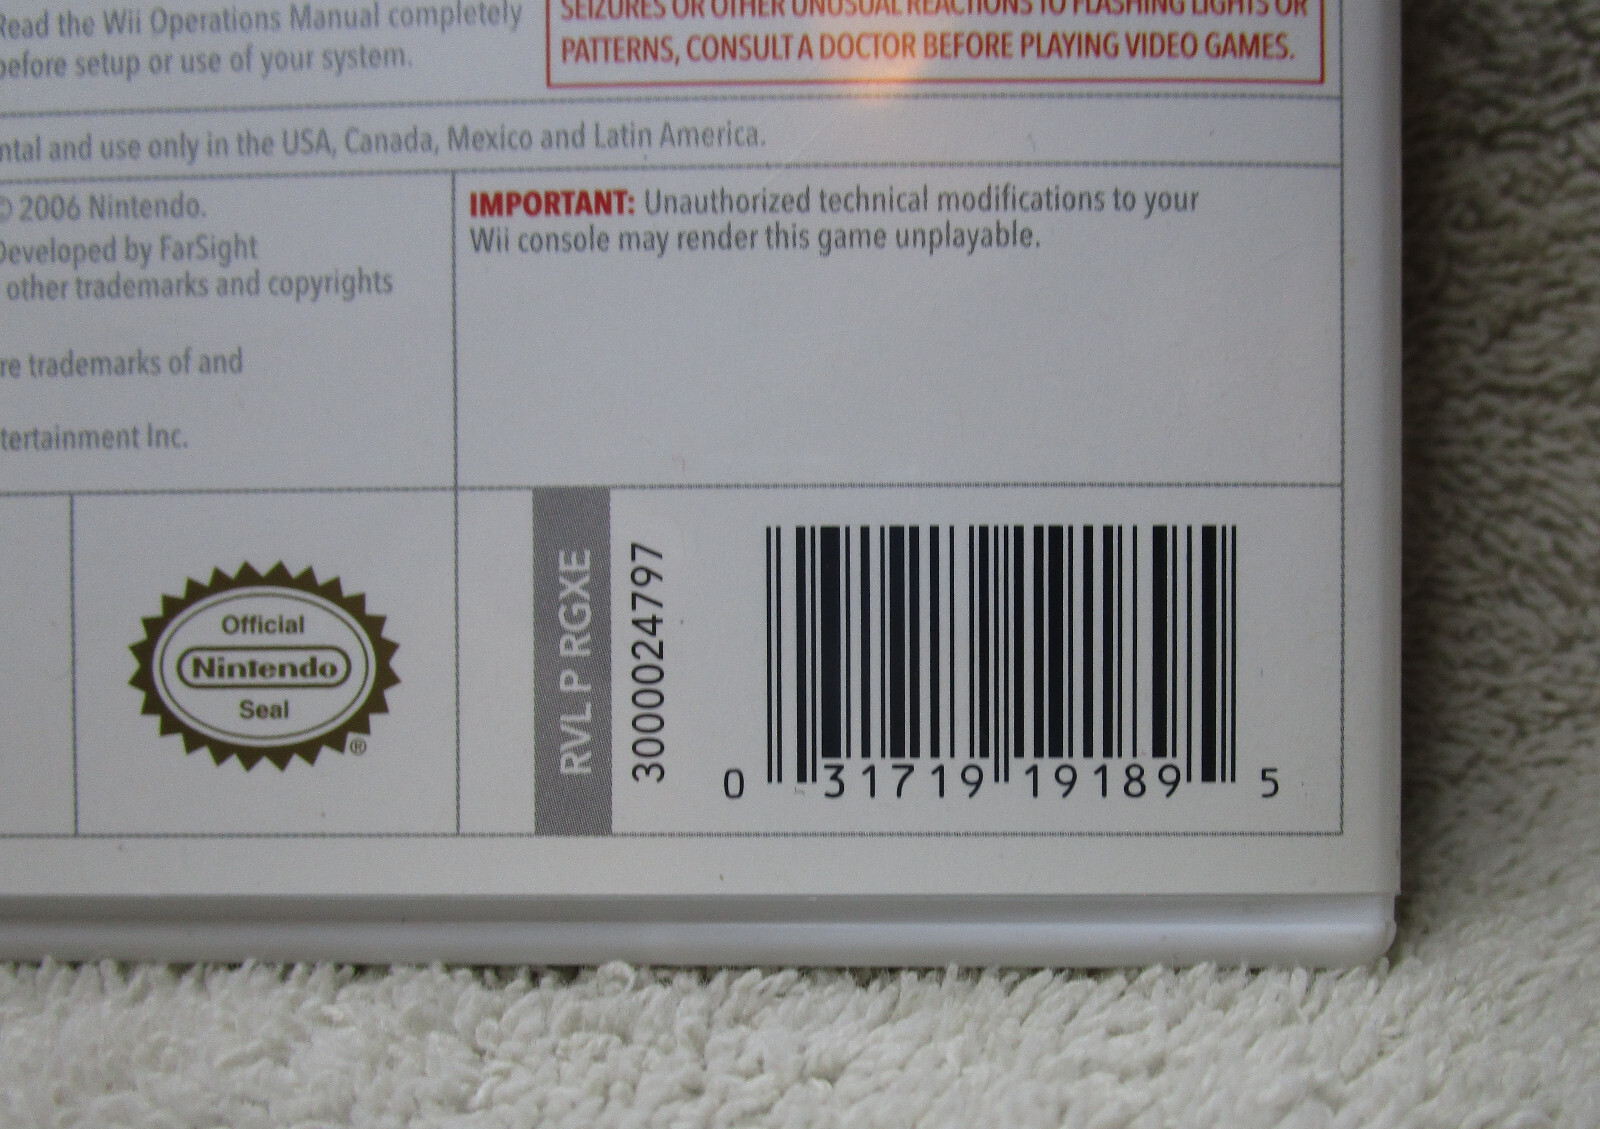 Read the Wii Operations Manual completely
before setup or use of your system.
SEIZURES OR OTHER UNUSUAL REACTIONS TO FLASHING LIGHTS OR
PATTERNS, CONSULT A DOCTOR BEFORE PLAYING VIDEO GAMES.
ntal and use only in the USA, Canada, Mexico and Latin America.
© 2006 Nintendo.
Developed by FarSight
other trademarks and copyrights
re trademarks of and
tertainment Inc.
IMPORTANT: Unauthorized technical modifications to your
Wii console may render this game unplayable.
Official
Nintendo
Seal
®
RVL P RGXE
3000024797
0 31719 19189 5